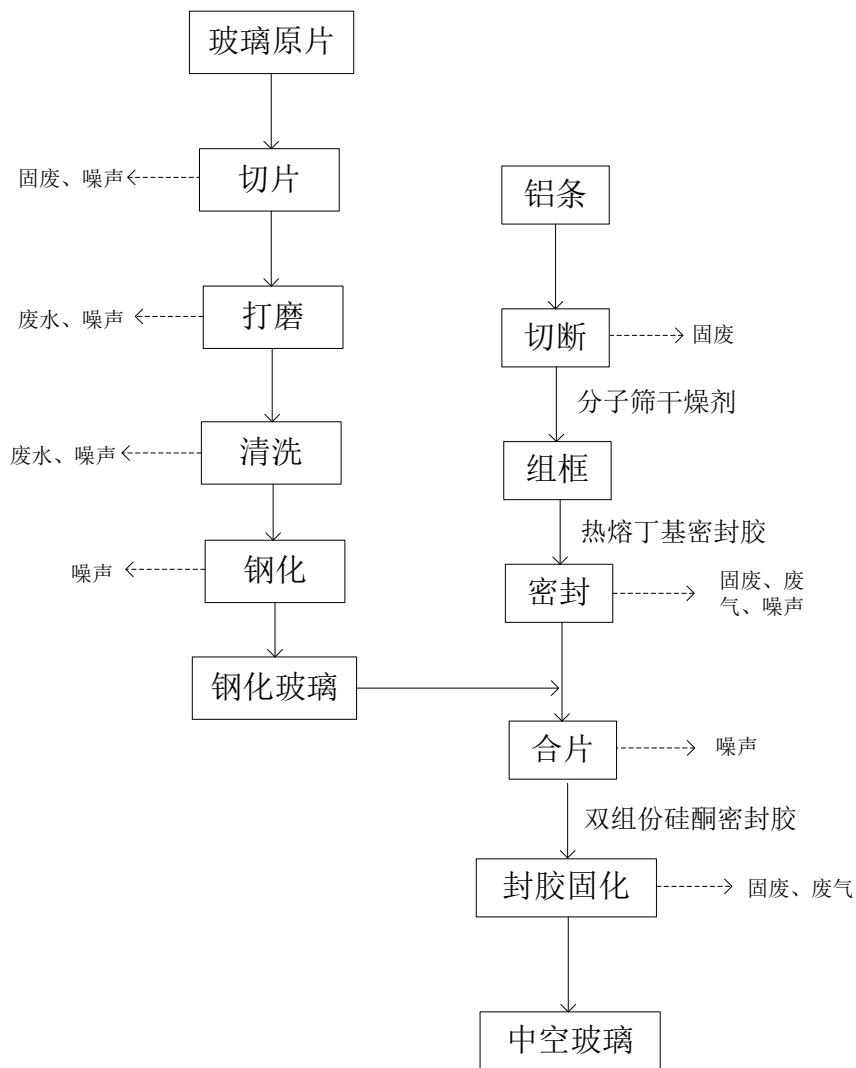 玻璃原片
固废、噪声
切片
铝条
废水、噪声
打磨
切断
固废
分子筛干燥剂
废水、噪声
清洗
组框
热熔丁基密封胶
噪声
钢化
密封
固废、废
气、噪声
钢化玻璃
合片
噪声
双组份硅酮密封胶
封胶固化
固废、废气
中空玻璃